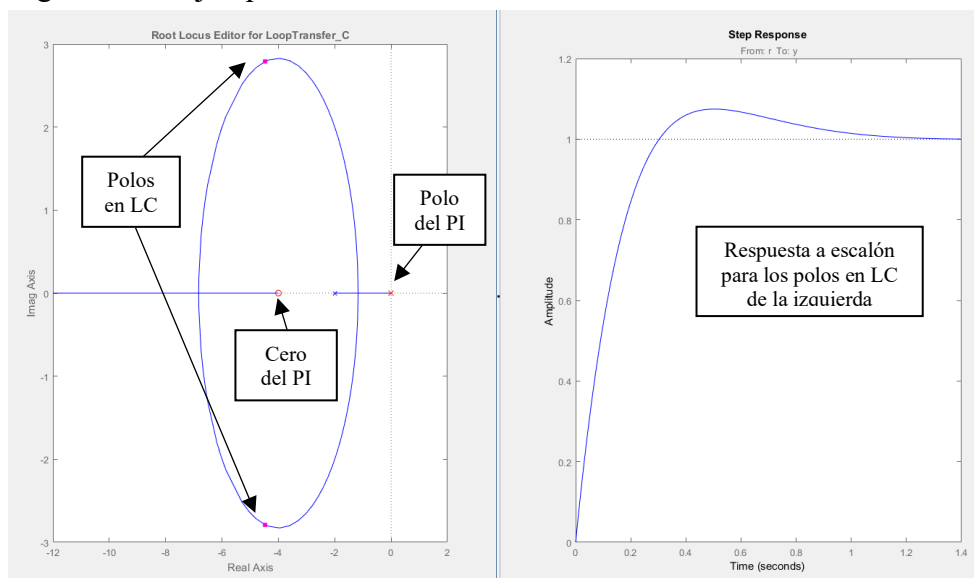 Root Locus Editor for LoopTransfer_C
3
2
1
0
-1
-2
-3
-12
-10
-8
-6
-4
-2
0
2
Real Axis
Imag Axis
Polos
en LC
Polo
del PI
Cero
del PI
Step Response
From: r To: y
1.2
1
0.8
0.6
0.4
0.2
0
0
0.2
0.4
0.6
0.8
1
1.2
1.4
Time (seconds)
Amplitude
Respuesta a escalón
para los polos en LC
de la izquierda